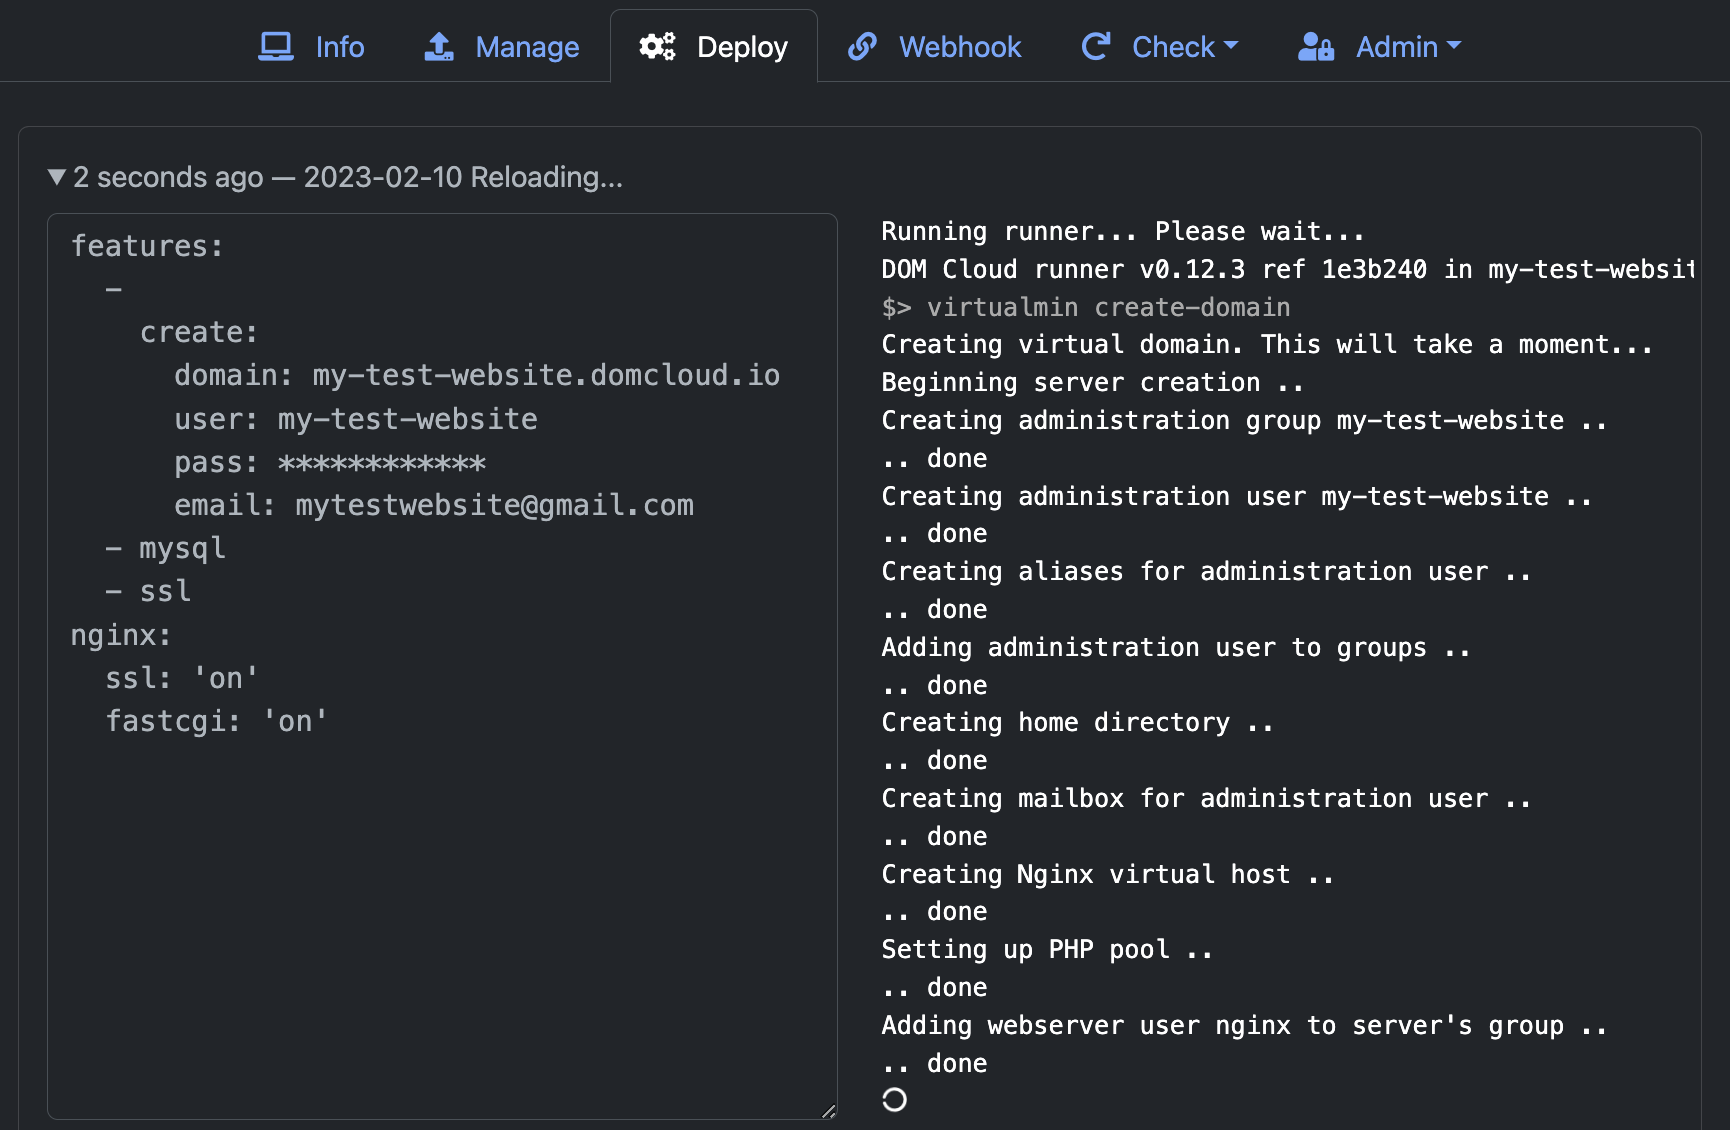 Info Manage Deploy Webhook Check Admin
2 seconds ago — 2023-02-10 Reloading...
features:
  -
    create:
      domain: my-test-website.domcloud.io
      user: my-test-website
      pass: ************
      email: mytestwebsite@gmail.com
  - mysql
  - ssl
nginx:
  ssl: 'on'
  fastcgi: 'on'
Running runner... Please wait...
DOM Cloud runner v0.12.3 ref 1e3b240 in my-test-websit
$> virtualmin create-domain
Creating virtual domain. This will take a moment...
Beginning server creation ..
Creating administration group my-test-website ..
.. done
Creating administration user my-test-website ..
.. done
Creating aliases for administration user ..
.. done
Adding administration user to groups ..
.. done
Creating home directory ..
.. done
Creating mailbox for administration user ..
.. done
Creating Nginx virtual host ..
.. done
Setting up PHP pool ..
.. done
Adding webserver user nginx to server's group ..
.. done